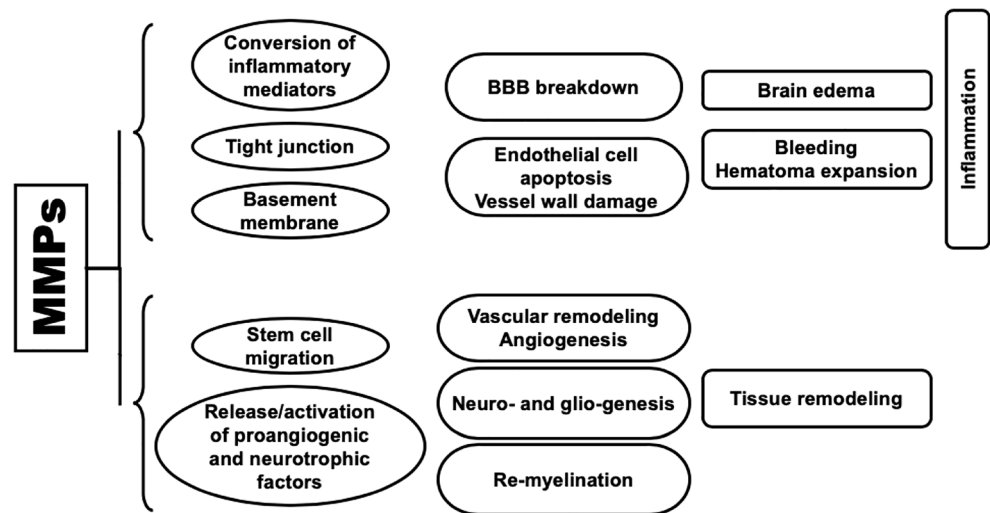 MMPs
Conversion of
inflammatory
mediators
Tight junction
Basement
membrane
BBB breakdown
Endothelial cell
apoptosis
Vessel wall damage
Brain edema
Bleeding
Hematoma expansion
Inflammation
Stem cell
migration
Release/activation
of proangiogenic
and neurotrophic
factors
Vascular remodeling
Angiogenesis
Neuro- and glio-genesis
Re-myelination
Tissue remodeling